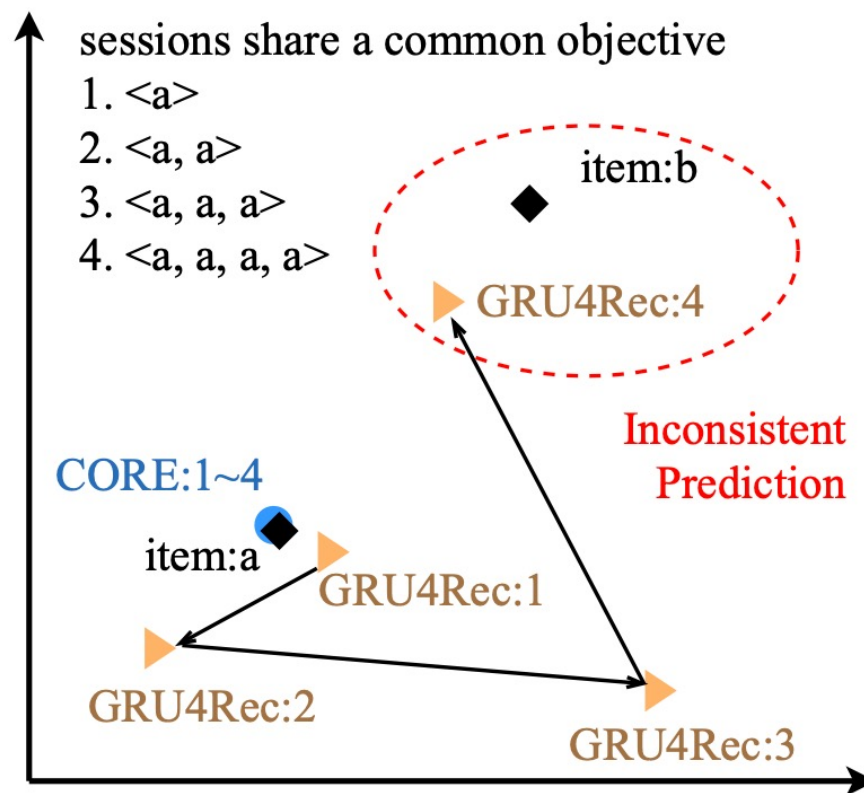 sessions share a common objective
1. <a>
2. <a, a>
3. <a, a, a>
4. <a, a, a, a>
item:b
GRU4Rec:4
Inconsistent
Prediction
CORE:1~4
item:a
GRU4Rec:1
GRU4Rec:2
GRU4Rec:3